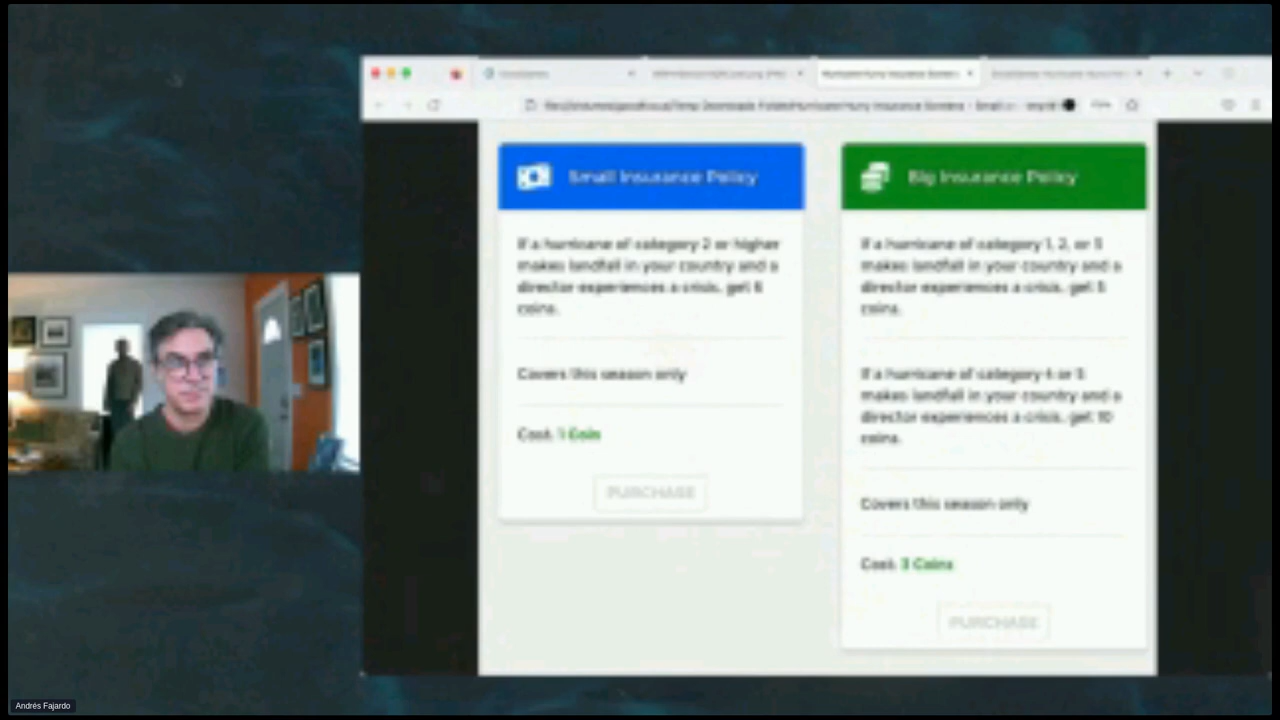 Small Insurance Policy
If a hurricane of category 2 or higher
makes landfall in your country and a
director experiences a crisis, get
coins.
Covers this season only
Cost: 1 Coin
PURCHASE
Big Insurance Policy
If a hurricane of category 1, 2, or 3
makes landfall in your country and a
director experiences a crisis, get 5
coins.
If a hurricane of category 4 or 5
makes landfall in your country and a
director experiences a crisis, get 10
coins.
Covers this season only
Cost: 3 Coins
PURCHASE
Andrés Fajardo